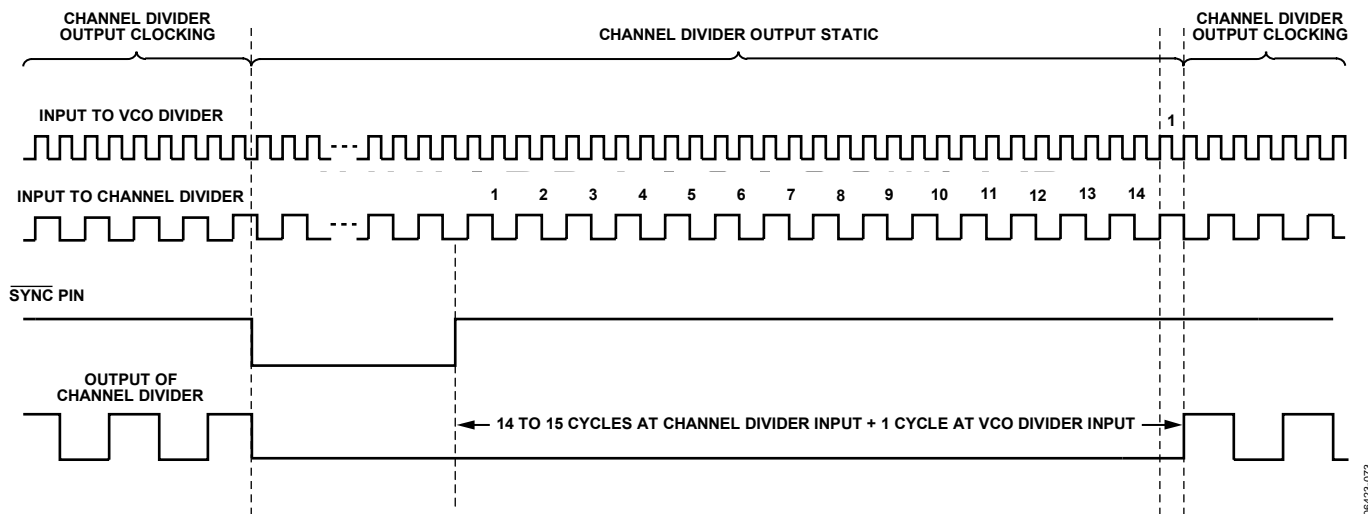 CHANNEL DIVIDER
OUTPUT CLOCKING
CHANNEL DIVIDER OUTPUT STATIC
CHANNEL DIVIDER
OUTPUT CLOCKING
INPUT TO VCO DIVIDER
1
INPUT TO CHANNEL DIVIDER
1 2 3 4 5 6 7 8 9 10 11 12 13 14
SYNC PIN
OUTPUT OF
CHANNEL DIVIDER
14 TO 15 CYCLES AT CHANNEL DIVIDER INPUT + 1 CYCLE AT VCO DIVIDER INPUT